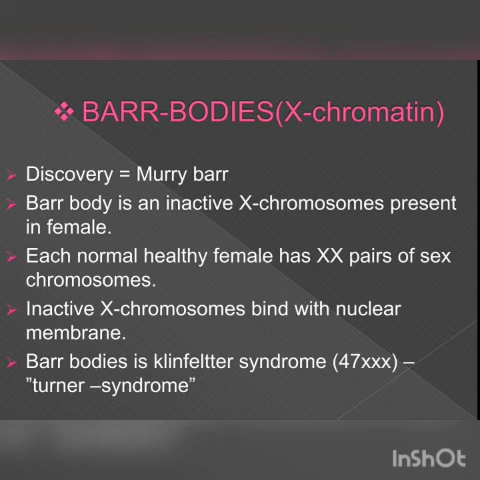 ❖ BARR-BODIES(X-chromatin)
Discovery = Murry barr
Barr body is an inactive X-chromosomes present
in female.
Each normal healthy female has XX pairs of sex
chromosomes.
Inactive X-chromosomes bind with nuclear
membrane.
Barr bodies is klinfeltter syndrome (47xxx) –
”turner –syndrome”
InShOt